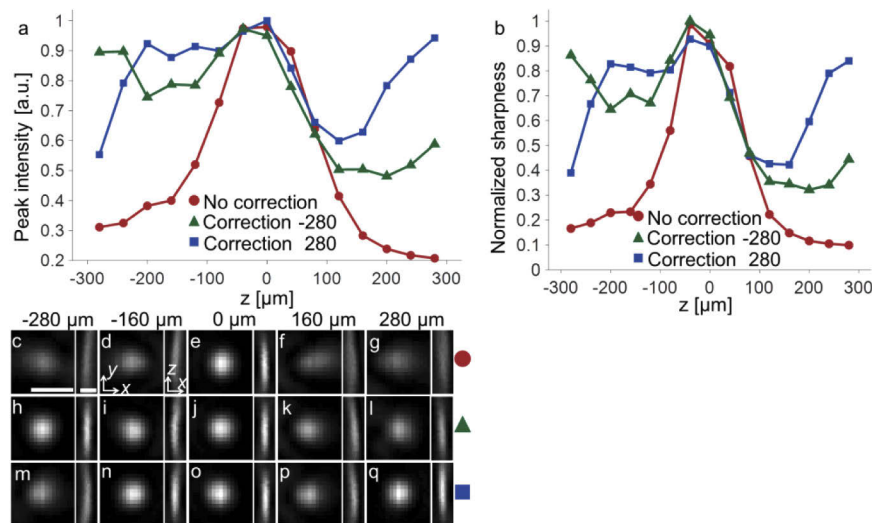 a
Peak intensity [a.u.]
1
0.9
0.8
0.7
0.6
0.5
0.4
0.3
0.2
No correction
Correction -280
Correction 280
-300 -200 -100 0 100 200 300
z [µm]
b
Normalized sharpness
1
0.9
0.8
0.7
0.6
0.5
0.4
0.3
0.2
0.1
0
No correction
Correction -280
Correction 280
-300 -200 -100 0 100 200 300
z [µm]
-280 µm -160 µm 0 µm 160 µm 280 µm
c d e f g
y z
x x
h i j k l
m n o p q